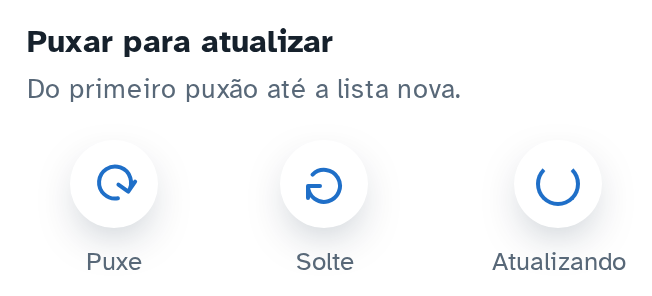 Puxar para atualizar
Do primeiro puxão até a lista nova.
Puxe
Solte
Atualizando